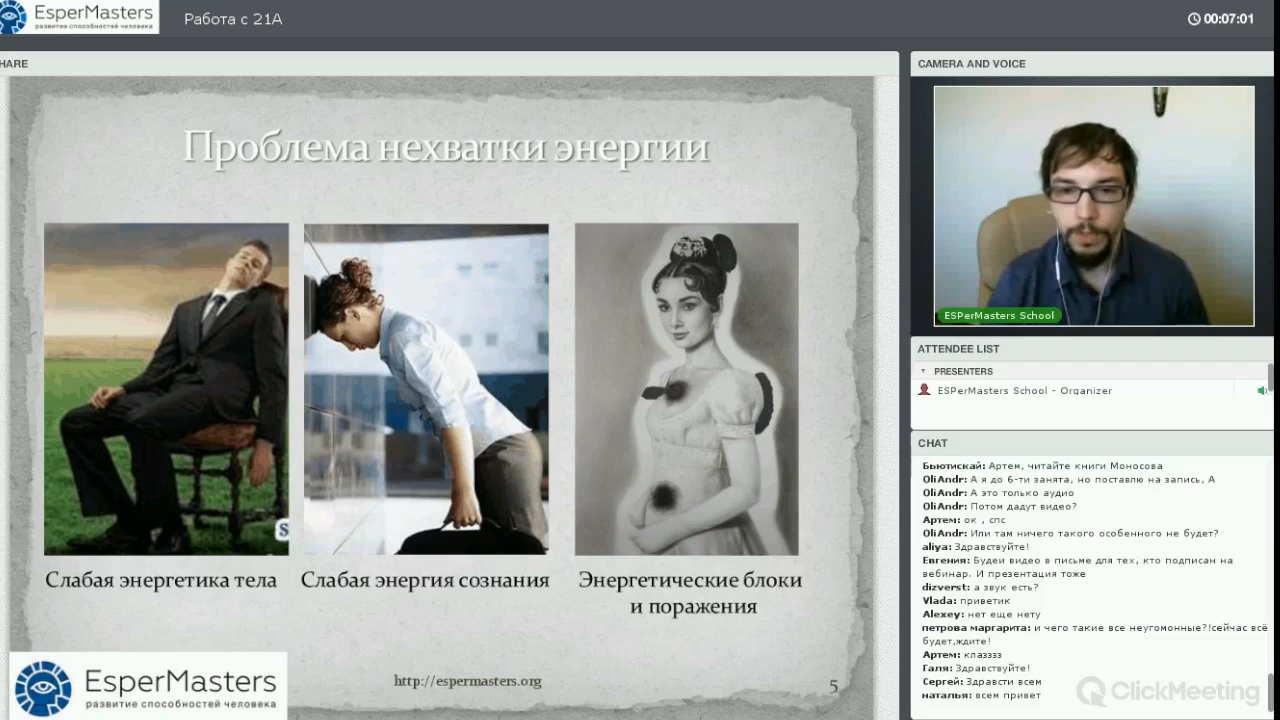 EsperMasters
развитие способностей человека
Работа с 21А
00:07:01
HARE
Проблема нехватки энергии
S
Слабая энергетика тела
Слабая энергия сознания
Энергетические блоки
и поражения
EsperMasters
развитие способностей человека
http://espermasters.org
5
CAMERA AND VOICE
ESPerMasters School
ATTENDEE LIST
PRESENTERS
ESPerMasters School - Organizer
CHAT
Бьютискай: Артем, читайте книги Моносова
OliAndr: А я до 6-ти занята, но поставлю на запись, А
OliAndr: А это только аудио
OliAndr: Потом дадут видео?
Артем: ок , спс
OliAndr: Или там ничего такого особенного не будет?
aliya: Здравствуйте!
Евгения: Будеи видео в письме для тех, кто подписан на
вебинар. И презентация тоже
dizverst: а звук есть?
Vlada: приветик
Alexey: нет еще нету
петрова маргарита: и чего такие все неугомонные?!сейчас всё
будет,ждите!
Артем: клазззз
Галя: Здравствуйте!
Сергей: Здравсти всем
наталья: всем привет
ClickMeeting